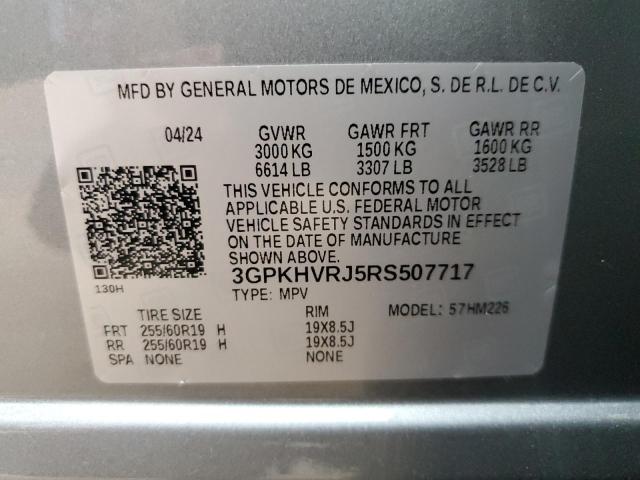 MFD BY GENERAL MOTORS DE MEXICO, S. DE R.L. DE C.V.
04/24 GVWR GAWR FRT GAWR RR
3000 KG 1500 KG 1600 KG
6614 LB 3307 LB 3528 LB
THIS VEHICLE CONFORMS TO ALL
APPLICABLE U.S. FEDERAL MOTOR
VEHICLE SAFETY STANDARDS IN EFFECT
ON THE DATE OF MANUFACTURE
SHOWN ABOVE.
3GPKHVRJ5RS507717
130H
TYPE: MPV
TIRE SIZE RIM MODEL: 57HM226
FRT 255/60R19 H 19X8.5J
RR 255/60R19 H 19X8.5J
SPA NONE NONE